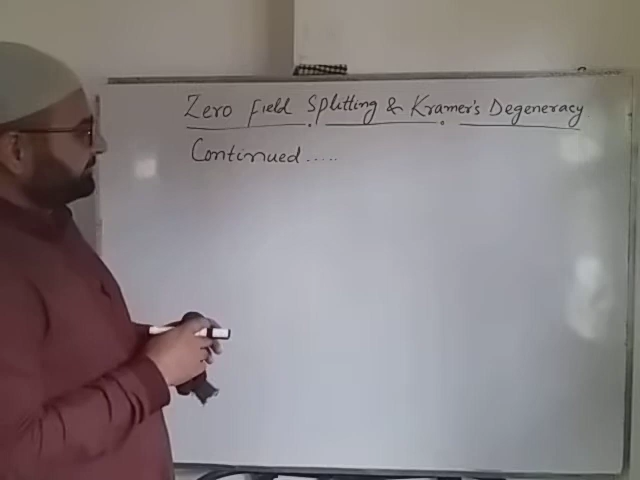 Zero Field Splitting & Kramer's Degeneracy
Continued.....